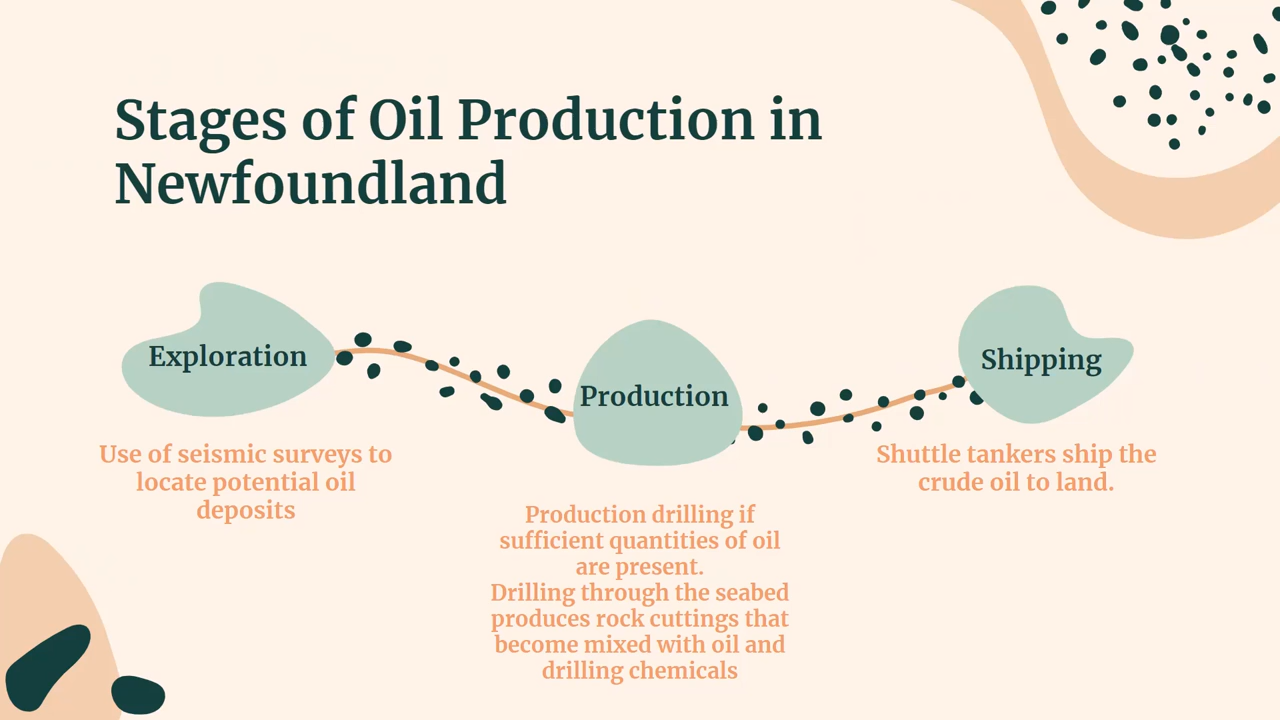 Stages of Oil Production in
Newfoundland
Exploration
Use of seismic surveys to
locate potential oil
deposits
Production
Production drilling if
sufficient quantities of oil
are present.
Drilling through the seabed
produces rock cuttings that
become mixed with oil and
drilling chemicals
Shipping
Shuttle tankers ship the
crude oil to land.